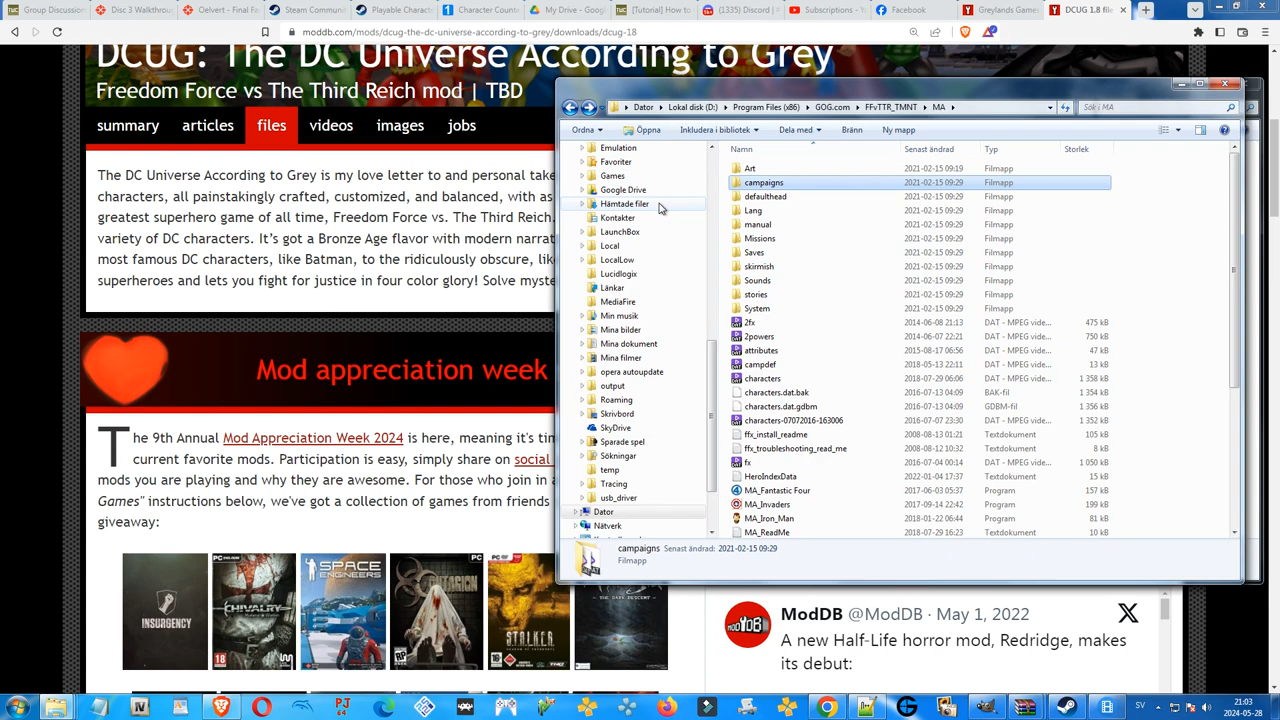 Group Discussion
Disc 3 Walkthrou
Oelvert - Final Fa
Steam Communi
Playable Charact
Character Counte
My Drive - Googl
[Tutorial] How to
(1335) Discord |
Subscriptions - Y
Facebook
Greylands Games
DCUG 1.8 file
moddb.com/mods/dcug-the-dc-universe-according-to-grey/downloads/dcug-18
DCUG: The DC Universe According to Grey
Freedom Force vs The Third Reich mod | TBD
summary articles files videos images jobs
The DC Universe According to Grey is my love letter to and personal take
characters, all painstakingly crafted, customized, and balanced, with as
greatest superhero game of all time, Freedom Force vs. The Third Reich.
variety of DC characters. It's got a Bronze Age flavor with modern narrat
most famous DC characters, like Batman, to the ridiculously obscure, like
superheroes and lets you fight for justice in four color glory! Solve myste
Mod appreciation week
The 9th Annual Mod Appreciation Week 2024 is here, meaning it's tim
current favorite mods. Participation is easy, simply share on social
mods you are playing and why they are awesome. For those who join in a
Games" instructions below, we've got a collection of games from friends
giveaway:
INSURGENCY
CHIVALRY
SPACE
ENGINEERS
CONTAGION
S.T.A.L.K.E.R
THE DARK DESCENT
ModDB @ModDB · May 1, 2022
A new Half-Life horror mod, Redridge, makes
its debut:
Dator Lokal disk (D:) Program Files (x86) GOG.com FFvTTR_TMNT MA
Sök i MA
Ordna Öppna Inkludera i bibliotek Dela med Bränn Ny mapp
Emulation
Favoriter
Games
Google Drive
Hämtade filer
Kontakter
LaunchBox
Local
LocalLow
Lucidlogix
Länkar
MediaFire
Min musik
Mina bilder
Mina dokument
Mina filmer
opera autoupdate
output
Roaming
Skrivbord
SkyDrive
Sparade spel
Sökningar
temp
Tracing
usb_driver
Dator
Nätverk
Namn Senast ändrad Typ Storlek
Art 2021-02-15 09:19 Filmapp
campaigns 2021-02-15 09:29 Filmapp
defaulthead 2021-02-15 09:29 Filmapp
Lang 2021-02-15 09:29 Filmapp
manual 2021-02-15 09:29 Filmapp
Missions 2021-02-15 09:29 Filmapp
Saves 2021-02-15 09:29 Filmapp
skirmish 2021-02-15 09:29 Filmapp
Sounds 2021-02-15 09:29 Filmapp
stories 2021-02-15 09:29 Filmapp
System 2021-02-15 09:29 Filmapp
2fx 2014-06-08 21:13 DAT - MPEG vide... 475 kB
2powers 2014-06-07 22:21 DAT - MPEG vide... 750 kB
attributes 2015-08-17 06:56 DAT - MPEG vide... 47 kB
campdef 2018-05-13 22:11 DAT - MPEG vide... 13 kB
characters 2018-07-29 06:06 DAT - MPEG vide... 1 358 kB
characters.dat.bak 2016-07-13 04:09 BAK-fil 1 358 kB
characters.dat.gdbm 2016-07-13 04:09 GDBM-fil 1 356 kB
characters-07072016-163006 2016-07-07 23:30 DAT - MPEG vide... 1 352 kB
ffx_install_readme 2008-08-13 01:21 Textdokument 105 kB
ffx_troubleshooting_read_me 2008-08-12 10:32 Textdokument 8 kB
fx 2016-07-04 00:14 DAT - MPEG vide... 1 050 kB
HeroIndexData 2022-01-04 17:37 Textdokument 15 kB
MA_Fantastic Four 2017-06-03 05:37 Program 157 kB
MA_Invaders 2017-09-14 22:42 Program 199 kB
MA_Iron_Man 2018-01-22 06:44 Program 81 kB
MA_ReadMe 2018-07-29 16:23 Textdokument 10 kB
campaigns Senast ändrad: 2021-02-15 09:29
Filmapp
SV
21:03
2024-05-28